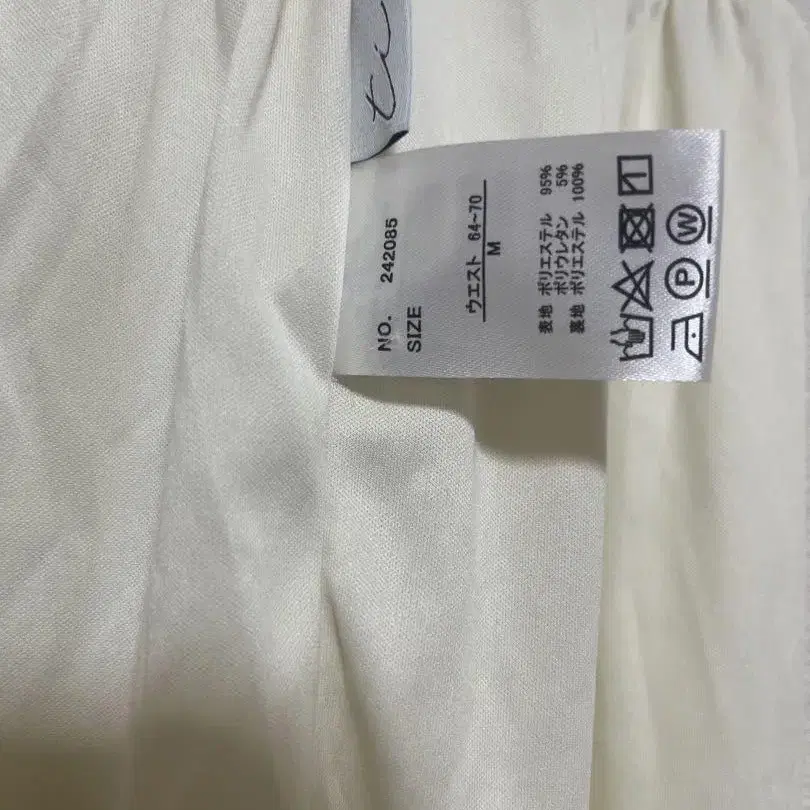 ti
NO. 242085
SIZE
ウエスト 64~70
M
表地 ポリエステル 95%
ポリウレタン 5%
裏地 ポリエステル 100%
P W